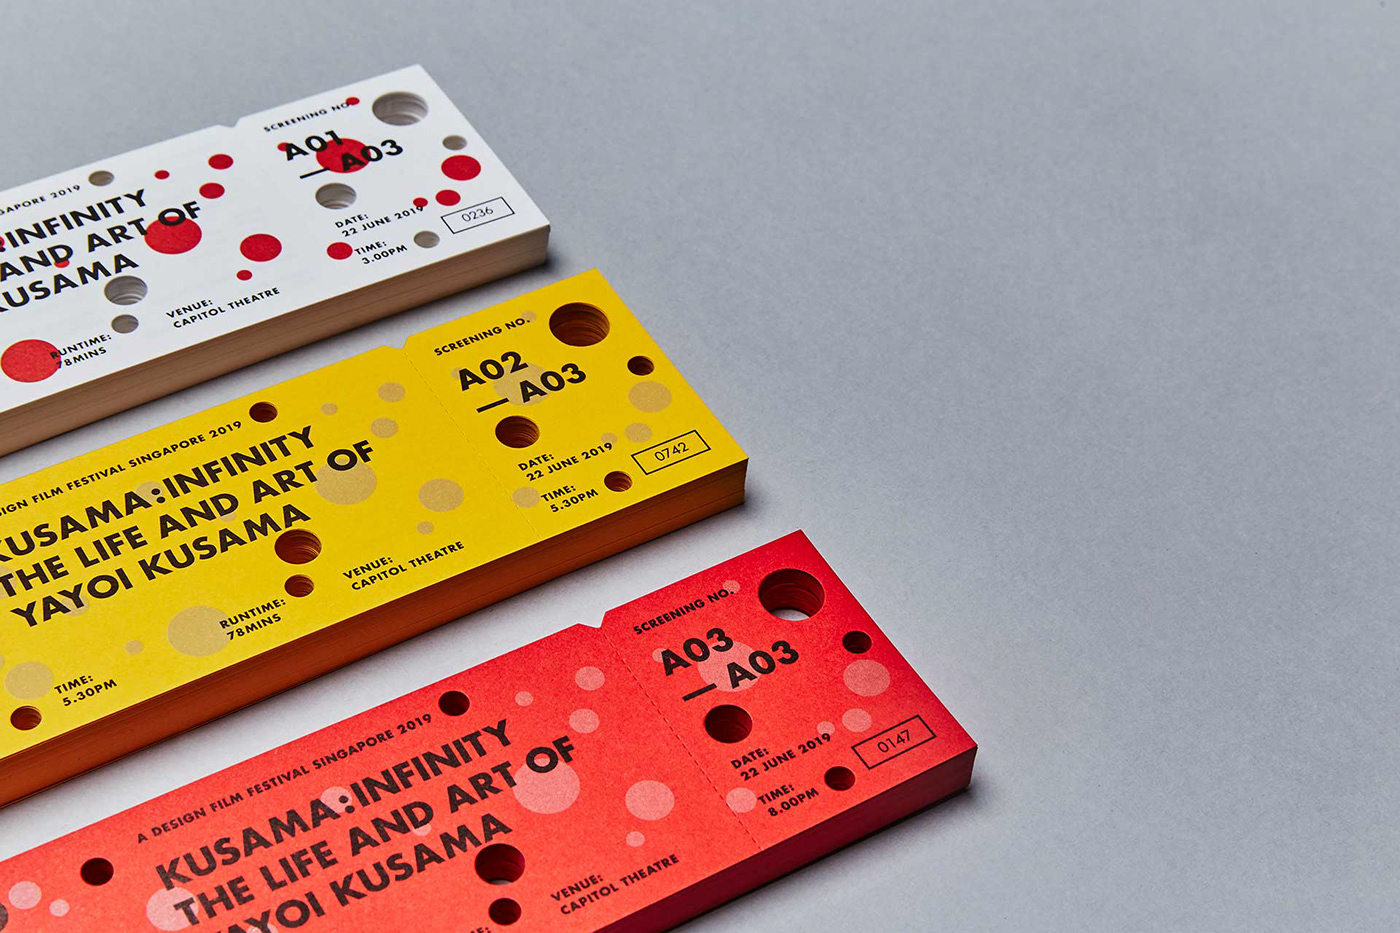 SCREENING NO.
A01
— A03
DATE:
22 JUNE 2019
TIME:
3.00PM
0236
2019
:INFINITY
AND ART OF
KUSAMA
VENUE:
CAPITOL THEATRE
RUNTIME:
78MINS
SCREENING NO.
A02
— A03
DATE:
22 JUNE 2019
TIME:
5.30PM
0742
FILM FESTIVAL SINGAPORE 2019
KUSAMA:INFINITY
THE LIFE AND ART OF
YAYOI KUSAMA
VENUE:
CAPITOL THEATRE
RUNTIME:
78MINS
TIME:
5.30PM
SCREENING NO.
A03
— A03
DATE:
22 JUNE 2019
TIME:
8.00PM
0147
A DESIGN FILM FESTIVAL SINGAPORE 2019
KUSAMA:INFINITY
THE LIFE AND ART OF
YAYOI KUSAMA
VENUE:
CAPITOL THEATRE